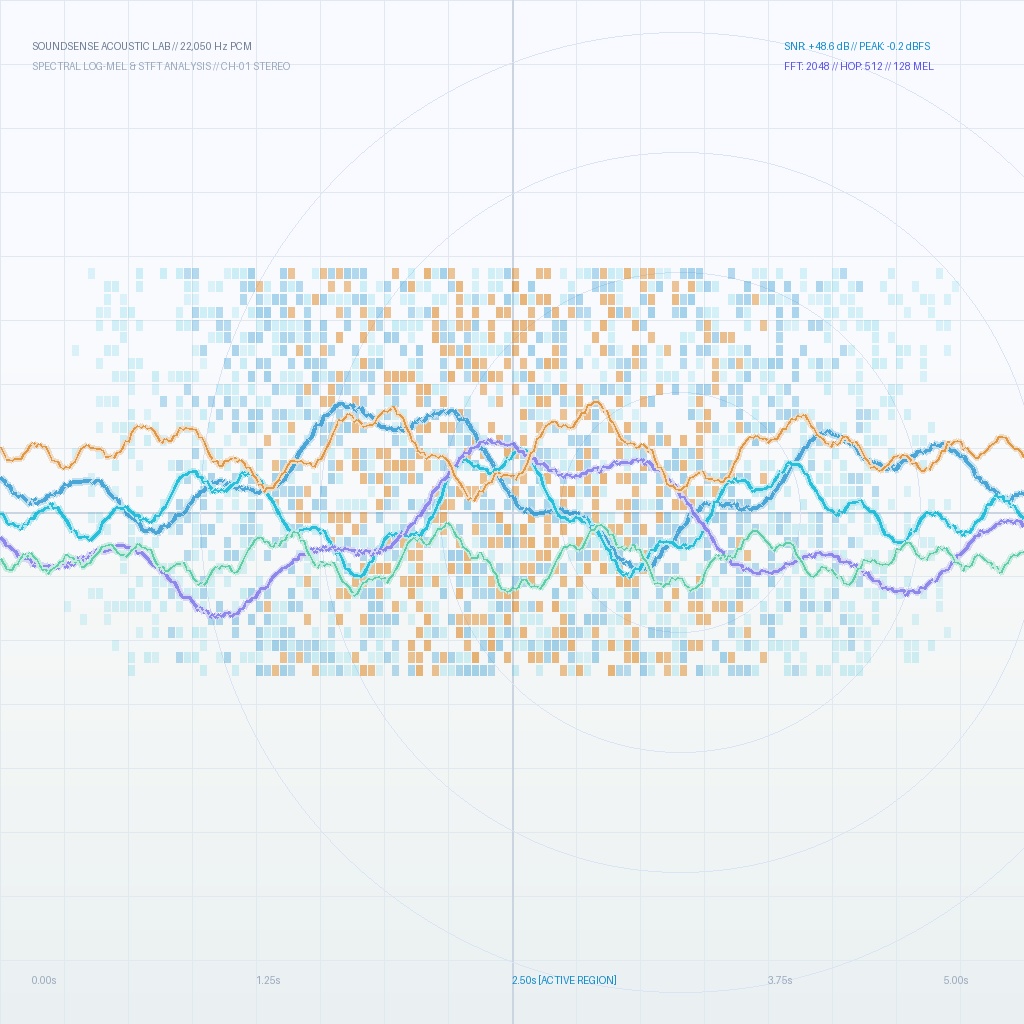 SOUNDSENSE ACOUSTIC LAB // 22,050 Hz PCM
SPECTRAL LOG-MEL & STFT ANALYSIS // CH-01 STEREO
SNR: +48.6 dB // PEAK: -0.2 dBFS
FFT: 2048 // HOP: 512 // 128 MEL
0.00s
1.25s
2.50s [ACTIVE REGION]
3.75s
5.00s